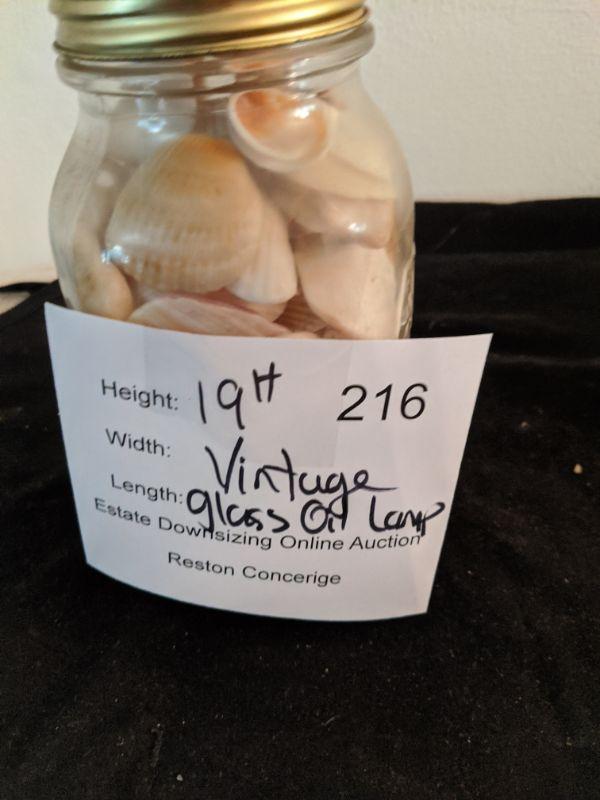 Height: 19H 216
Width:
Vintage
Length: glass Oil Lamp
Estate Downsizing Online Auction
Reston Concerige